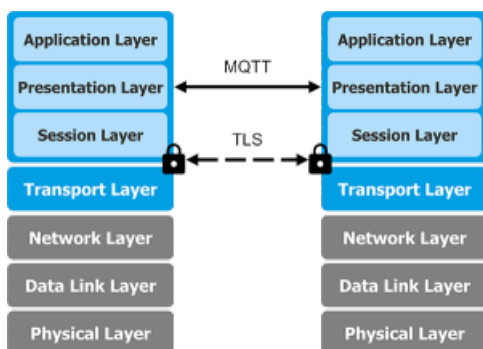 Application Layer
Presentation Layer
Session Layer
Transport Layer
Network Layer
Data Link Layer
Physical Layer
MQTT
TLS
Application Layer
Presentation Layer
Session Layer
Transport Layer
Network Layer
Data Link Layer
Physical Layer